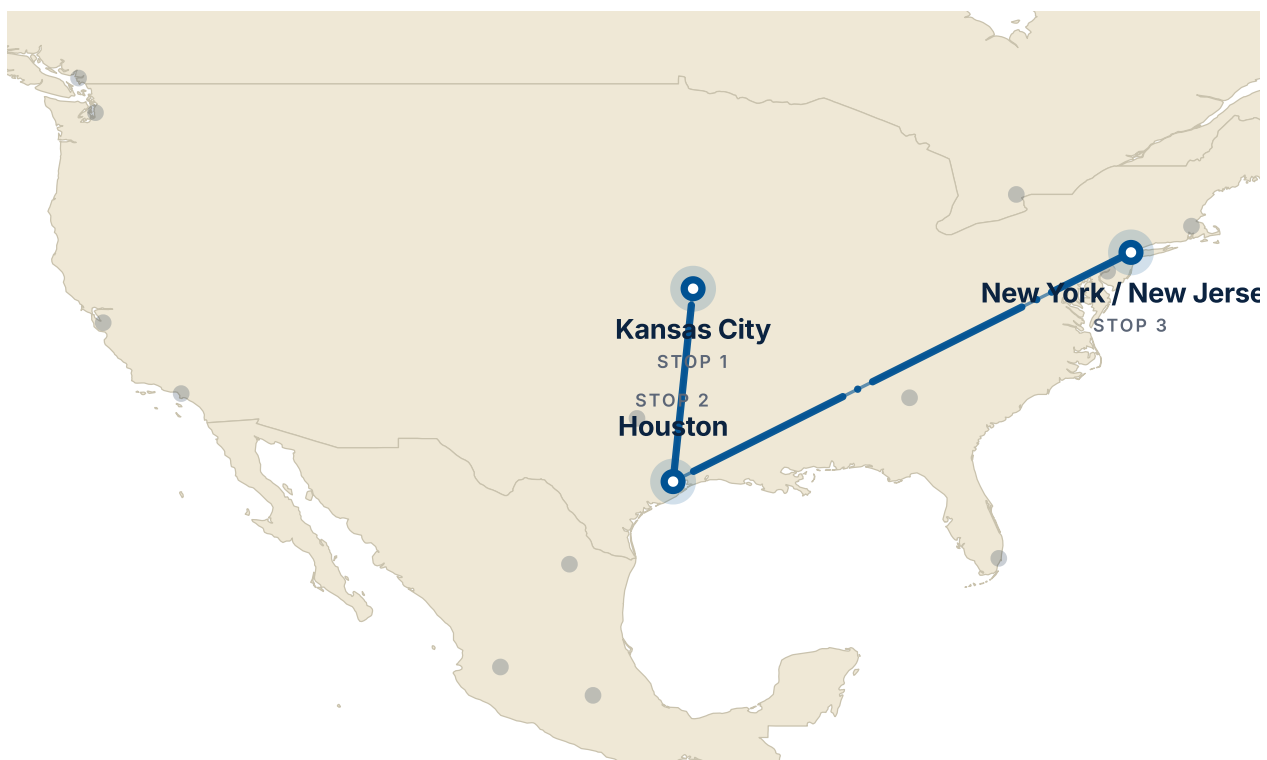 Kansas City
STOP 1
STOP 2
Houston
New York / New Jerse
STOP 3